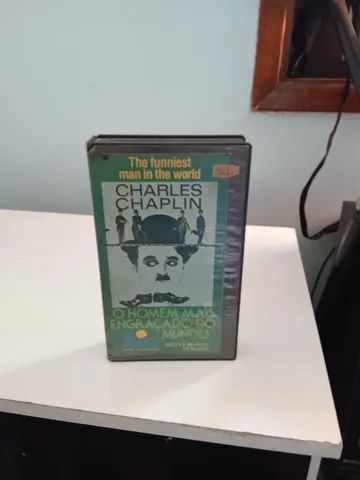 The funniest
man in the world
CHARLES
CHAPLIN
O HOMEM MAIS
ENGRAÇADO DO
MUNDO